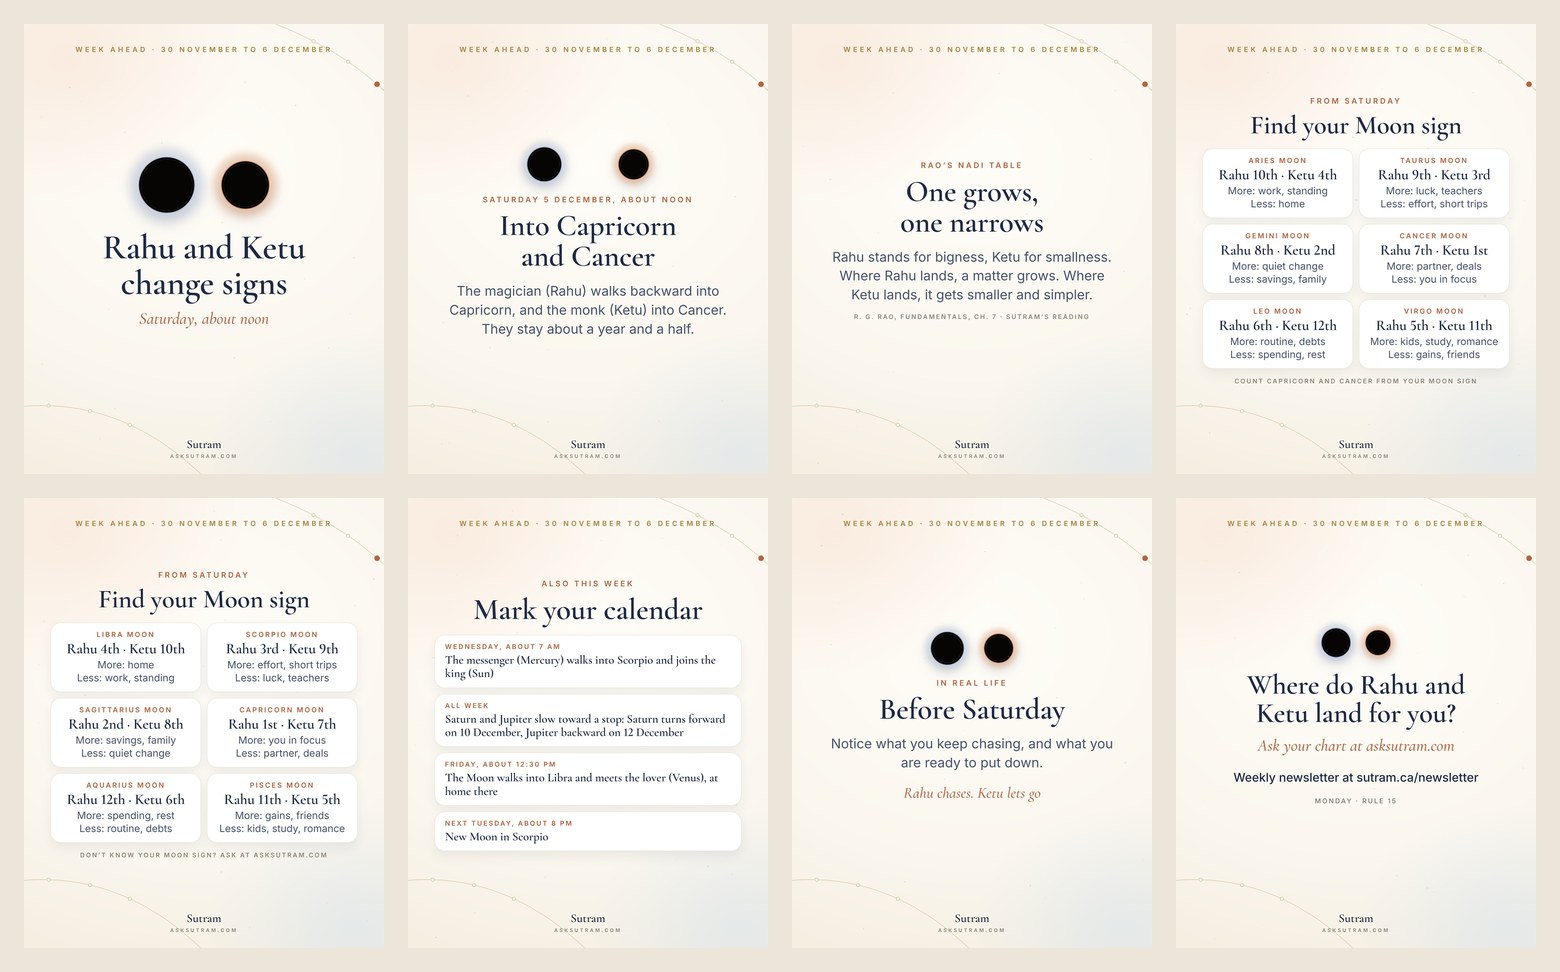 WEEK AHEAD · 30 NOVEMBER TO 6 DECEMBER
Rahu and Ketu
change signs
Saturday, about noon
Sutram
ASKSUTRAM.COM
WEEK AHEAD · 30 NOVEMBER TO 6 DECEMBER
SATURDAY 5 DECEMBER, ABOUT NOON
Into Capricorn
and Cancer
The magician (Rahu) walks backward into
Capricorn, and the monk (Ketu) into Cancer.
They stay about a year and a half.
Sutram
ASKSUTRAM.COM
WEEK AHEAD · 30 NOVEMBER TO 6 DECEMBER
RAO'S NADI TABLE
One grows,
one narrows
Rahu stands for bigness, Ketu for smallness.
Where Rahu lands, a matter grows. Where
Ketu lands, it gets smaller and simpler.
R. G. RAO, FUNDAMENTALS, CH. 7 · SUTRAM'S READING
Sutram
ASKSUTRAM.COM
WEEK AHEAD · 30 NOVEMBER TO 6 DECEMBER
FROM SATURDAY
Find your Moon sign
ARIES MOON
Rahu 10th · Ketu 4th
More: work, standing
Less: home
TAURUS MOON
Rahu 9th · Ketu 3rd
More: luck, teachers
Less: effort, short trips
GEMINI MOON
Rahu 8th · Ketu 2nd
More: quiet change
Less: savings, family
CANCER MOON
Rahu 7th · Ketu 1st
More: partner, deals
Less: you in focus
LEO MOON
Rahu 6th · Ketu 12th
More: routine, debts
Less: spending, rest
VIRGO MOON
Rahu 5th · Ketu 11th
More: kids, study, romance
Less: gains, friends
COUNT CAPRICORN AND CANCER FROM YOUR MOON SIGN
Sutram
ASKSUTRAM.COM
WEEK AHEAD · 30 NOVEMBER TO 6 DECEMBER
FROM SATURDAY
Find your Moon sign
LIBRA MOON
Rahu 4th · Ketu 10th
More: home
Less: work, standing
SCORPIO MOON
Rahu 3rd · Ketu 9th
More: effort, short trips
Less: luck, teachers
SAGITTARIUS MOON
Rahu 2nd · Ketu 8th
More: savings, family
Less: quiet change
CAPRICORN MOON
Rahu 1st · Ketu 7th
More: you in focus
Less: partner, deals
AQUARIUS MOON
Rahu 12th · Ketu 6th
More: spending, rest
Less: routine, debts
PISCES MOON
Rahu 11th · Ketu 5th
More: gains, friends
Less: kids, study, romance
DON'T KNOW YOUR MOON SIGN? ASK AT ASKSUTRAM.COM
Sutram
ASKSUTRAM.COM
WEEK AHEAD · 30 NOVEMBER TO 6 DECEMBER
ALSO THIS WEEK
Mark your calendar
WEDNESDAY, ABOUT 7 AM
The messenger (Mercury) walks into Scorpio and joins the
king (Sun)
ALL WEEK
Saturn and Jupiter slow toward a stop: Saturn turns forward
on 10 December, Jupiter backward on 12 December
FRIDAY, ABOUT 12:30 PM
The Moon walks into Libra and meets the lover (Venus), at
home there
NEXT TUESDAY, ABOUT 8 PM
New Moon in Scorpio
Sutram
ASKSUTRAM.COM
WEEK AHEAD · 30 NOVEMBER TO 6 DECEMBER
IN REAL LIFE
Before Saturday
Notice what you keep chasing, and what you
are ready to put down.
Rahu chases. Ketu lets go
Sutram
ASKSUTRAM.COM
WEEK AHEAD · 30 NOVEMBER TO 6 DECEMBER
Where do Rahu and
Ketu land for you?
Ask your chart at asksutram.com
Weekly newsletter at sutram.ca/newsletter
MONDAY · RULE 15
Sutram
ASKSUTRAM.COM